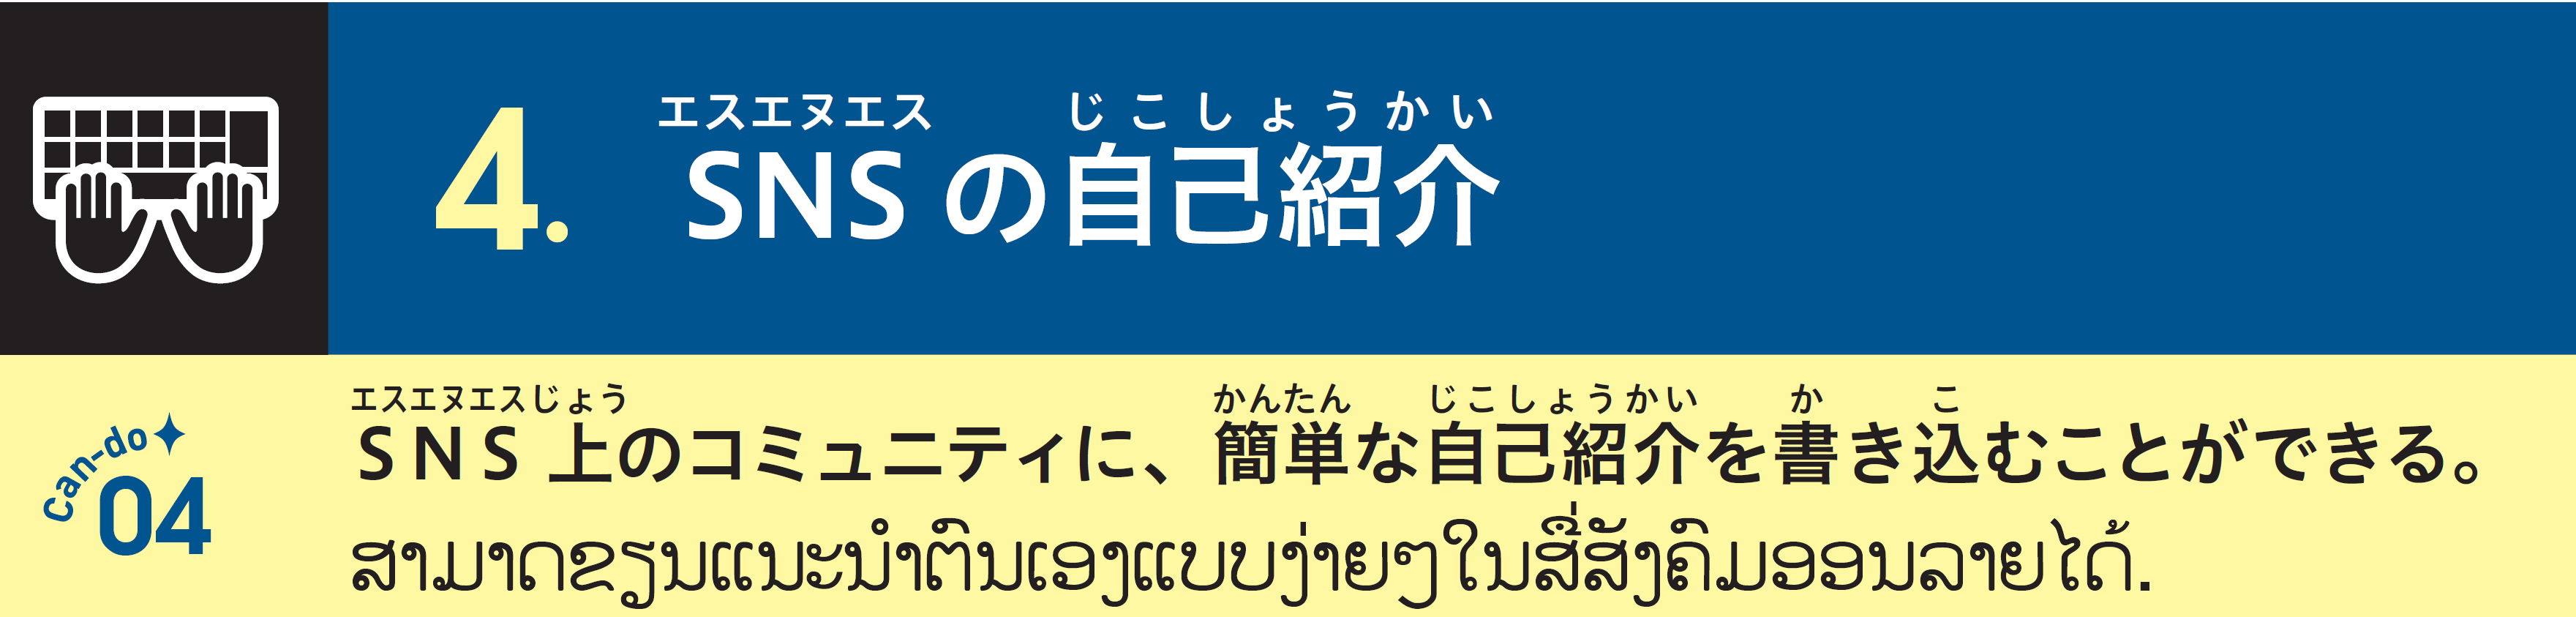 エスエヌエス じこしょうかい
4. SNS の自己紹介
エスエヌエスじょう かんたん じこしょうかい か こ
can-do
04
SNS 上のコミュニティに、簡単な自己紹介を書き込むことができる。
ສາມາດຂຽນແນະນຳຕົນເອງແບບງ່າຍໆໃນສື່ສັງຄົມອອນລາຍໄດ້.